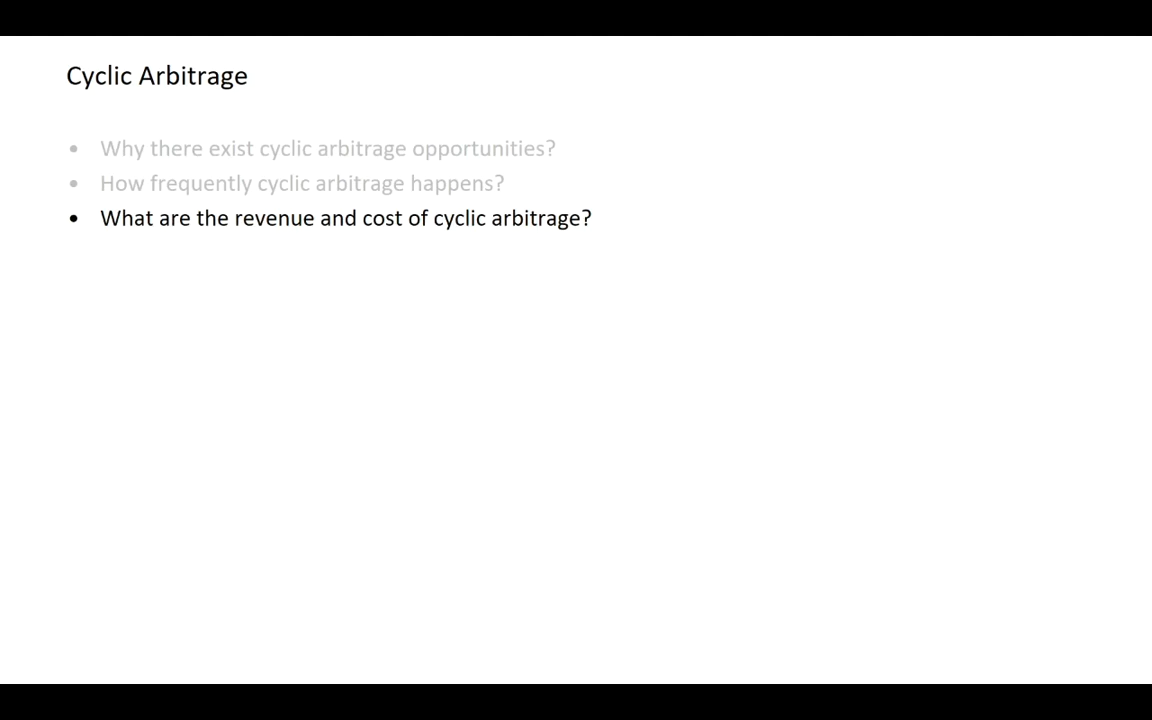 Cyclic Arbitrage
• Why there exist cyclic arbitrage opportunities?
• How frequently cyclic arbitrage happens?
• What are the revenue and cost of cyclic arbitrage?